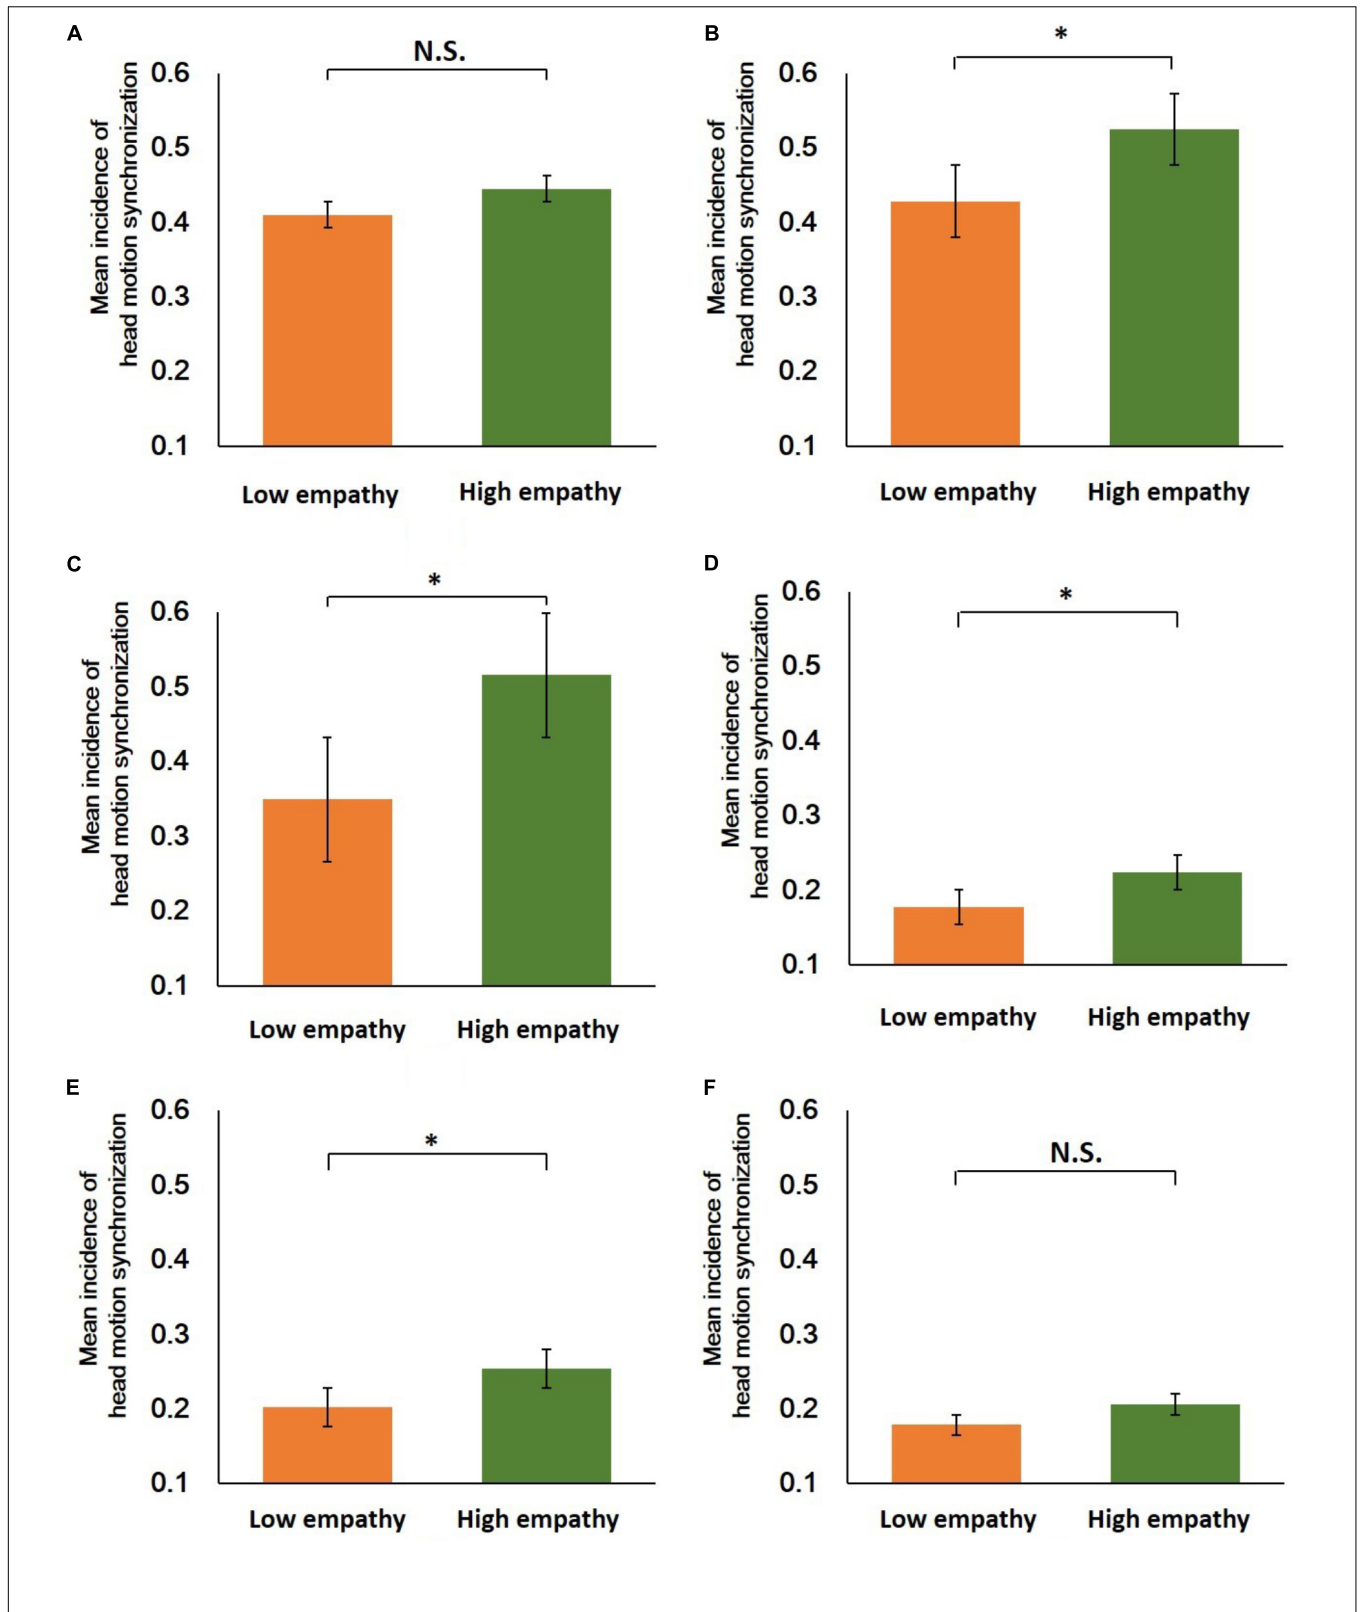 A
N.S.
Mean incidence of
head motion synchronization
0.6
0.5
0.4
0.3
0.2
0.1
Low empathy
High empathy
B
*
Mean incidence of
head motion synchronization
0.6
0.5
0.4
0.3
0.2
0.1
Low empathy
High empathy
C
*
Mean incidence of
head motion synchronization
0.6
0.5
0.4
0.3
0.2
0.1
Low empathy
High empathy
D
*
Mean incidence of
head motion synchronization
0.6
0.5
0.4
0.3
0.2
0.1
Low empathy
High empathy
E
*
Mean incidence of
head motion synchronization
0.6
0.5
0.4
0.3
0.2
0.1
Low empathy
High empathy
F
N.S.
Mean incidence of
head motion synchronization
0.6
0.5
0.4
0.3
0.2
0.1
Low empathy
High empathy